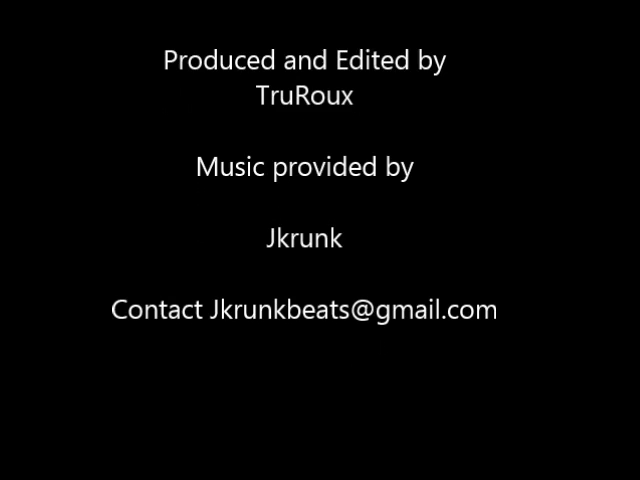 Produced and Edited by
TruRoux
Music provided by
Jkrunk
Contact Jkrunkbeats@gmail.com